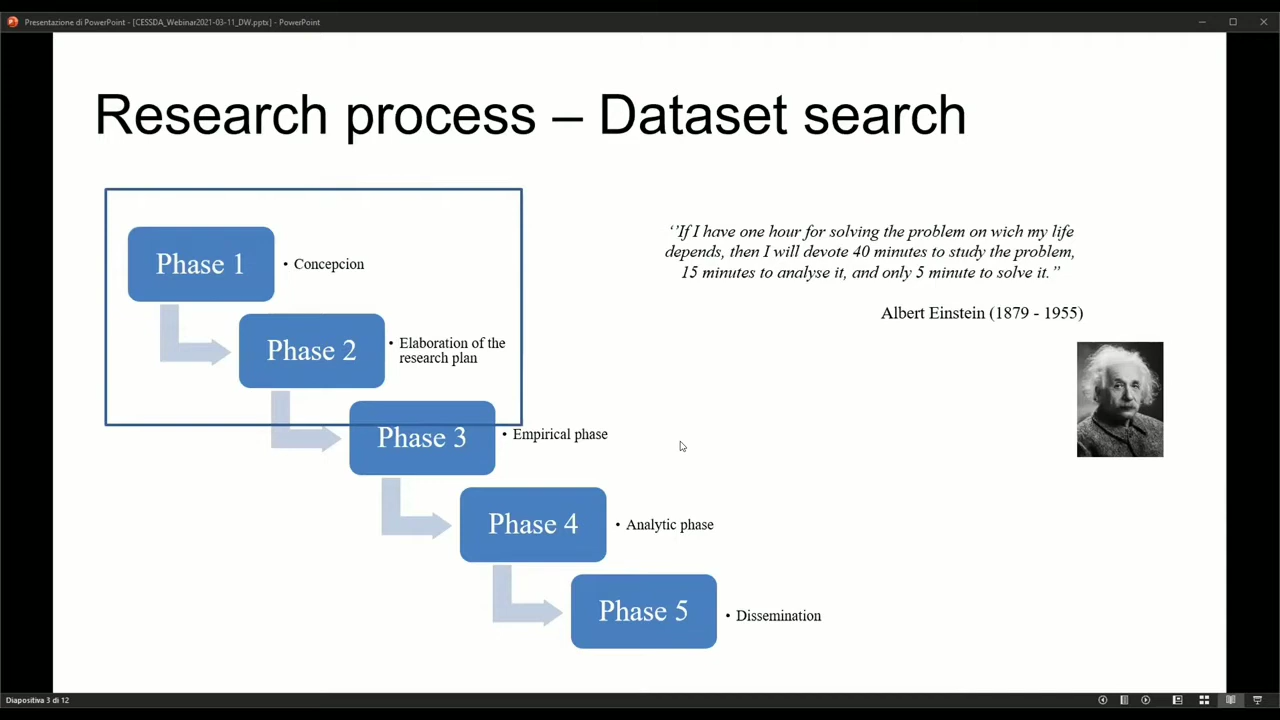 Presentazione di PowerPoint - [CESSDA_Webinar2021-03-11_DW.pptx] - PowerPoint
Research process – Dataset search
Phase 1
• Concepcion
Phase 2
• Elaboration of the
research plan
Phase 3
• Empirical phase
Phase 4
• Analytic phase
Phase 5
• Dissemination
‘’If I have one hour for solving the problem on wich my life
depends, then I will devote 40 minutes to study the problem,
15 minutes to analyse it, and only 5 minute to solve it.”
Albert Einstein (1879 - 1955)
Diapositiva 3 di 12